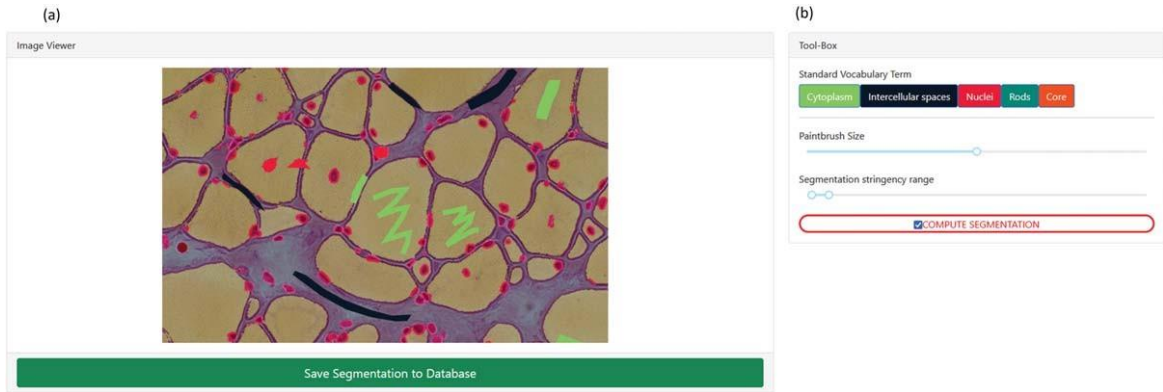 (a)
(b)
Image Viewer
Tool-Box
Standard Vocabulary Term
Cytoplasm Intercellular spaces Nuclei Rods Core
Paintbrush Size
Segmentation stringency range
COMPUTE SEGMENTATION
Save Segmentation to Database